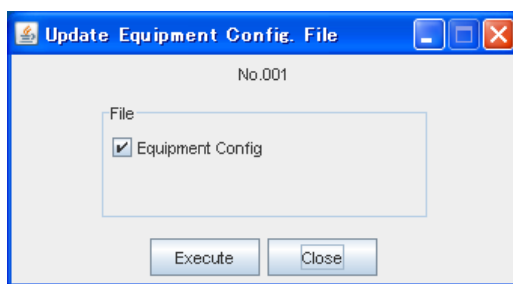 Update Equipment Config. File
No.001
File
Equipment Config
Execute Close